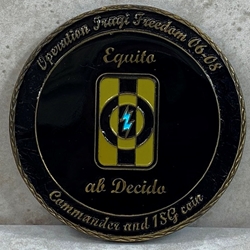 Operation Iraqi Freedom 06-08
Equito
ab Decido
Commander and 1SG coin